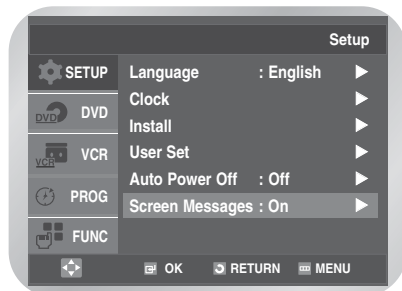 Setup
SETUP
Language : English ►
DVD DVD
Clock ►
Install ►
VCR VCR
User Set ►
Auto Power Off : Off ►
PROG
Screen Messages : On ►
FUNC
OK RETURN MENU